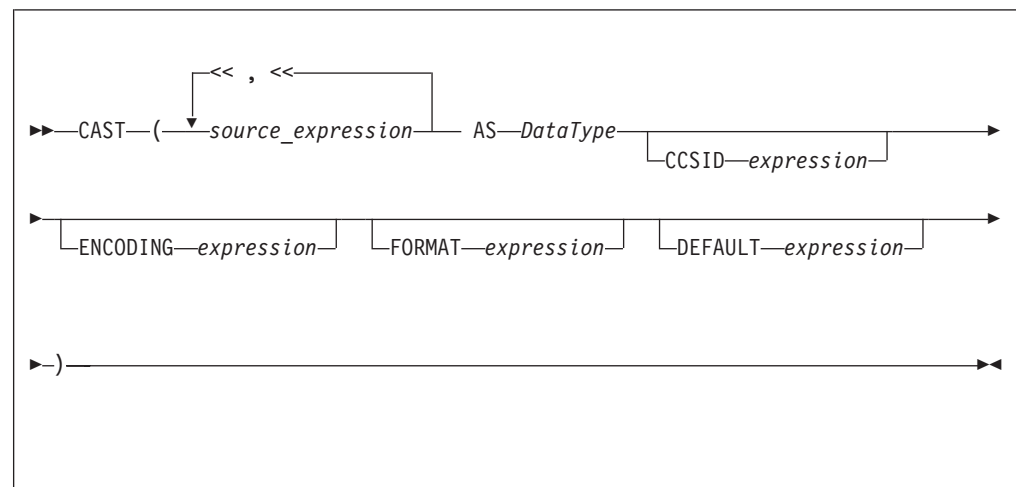 << , <<
CAST ( source_expression AS DataType
CCSID expression
ENCODING expression FORMAT expression DEFAULT expression
)